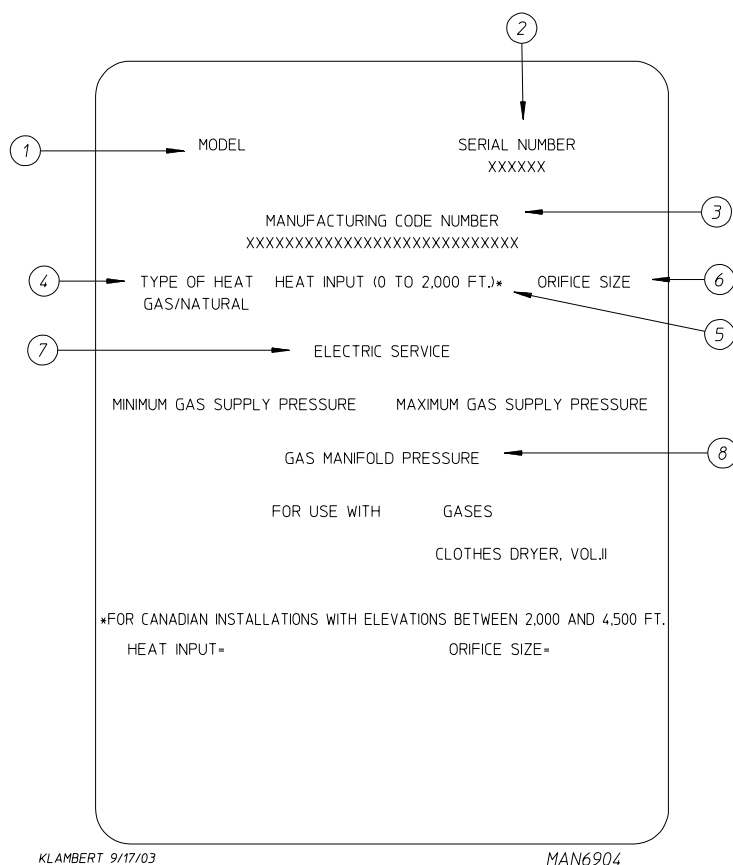 2
1 MODEL SERIAL NUMBER
XXXXXX
3
MANUFACTURING CODE NUMBER
XXXXXXXXXXXXXXXXXXXXXXXXXXXX
4 TYPE OF HEAT HEAT INPUT (0 TO 2,000 FT.)* ORIFICE SIZE 6
GAS/NATURAL
5
7 ELECTRIC SERVICE
MINIMUM GAS SUPPLY PRESSURE MAXIMUM GAS SUPPLY PRESSURE
GAS MANIFOLD PRESSURE 8
FOR USE WITH GASES
CLOTHES DRYER, VOL.II
*FOR CANADIAN INSTALLATIONS WITH ELEVATIONS BETWEEN 2,000 AND 4,500 FT.
HEAT INPUT= ORIFICE SIZE=
KLAMBERT 9/17/03 MAN6904